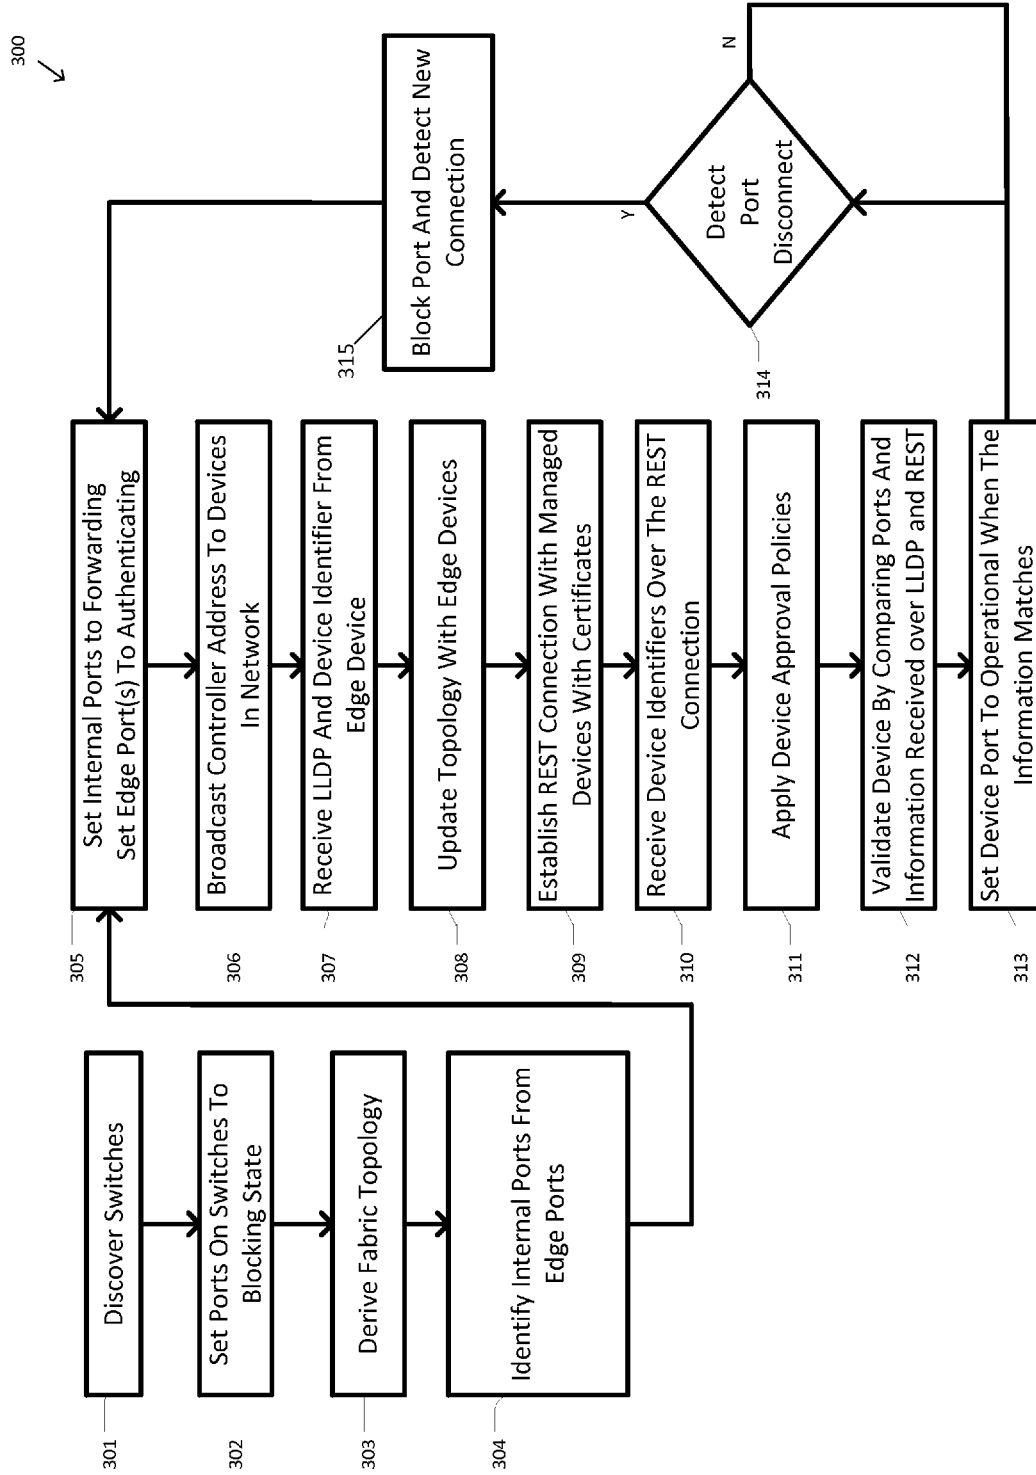 300
301
Discover Switches
302
Set Ports On Switches To
Blocking State
303
Derive Fabric Topology
304
Identify Internal Ports From
Edge Ports
305
Set Internal Ports to Forwarding
Set Edge Port(s) To Authenticating
306
Broadcast Controller Address To Devices
In Network
307
Receive LLDP And Device Identifier From
Edge Device
308
Update Topology With Edge Devices
309
Establish REST Connection With Managed
Devices With Certificates
310
Receive Device Identifiers Over The REST
Connection
311
Apply Device Approval Policies
312
Validate Device By Comparing Ports And
Information Received over LLDP and REST
313
Set Device Port To Operational When The
Information Matches
314
Detect
Port
Disconnect
Y
N
315
Block Port And Detect New
Connection